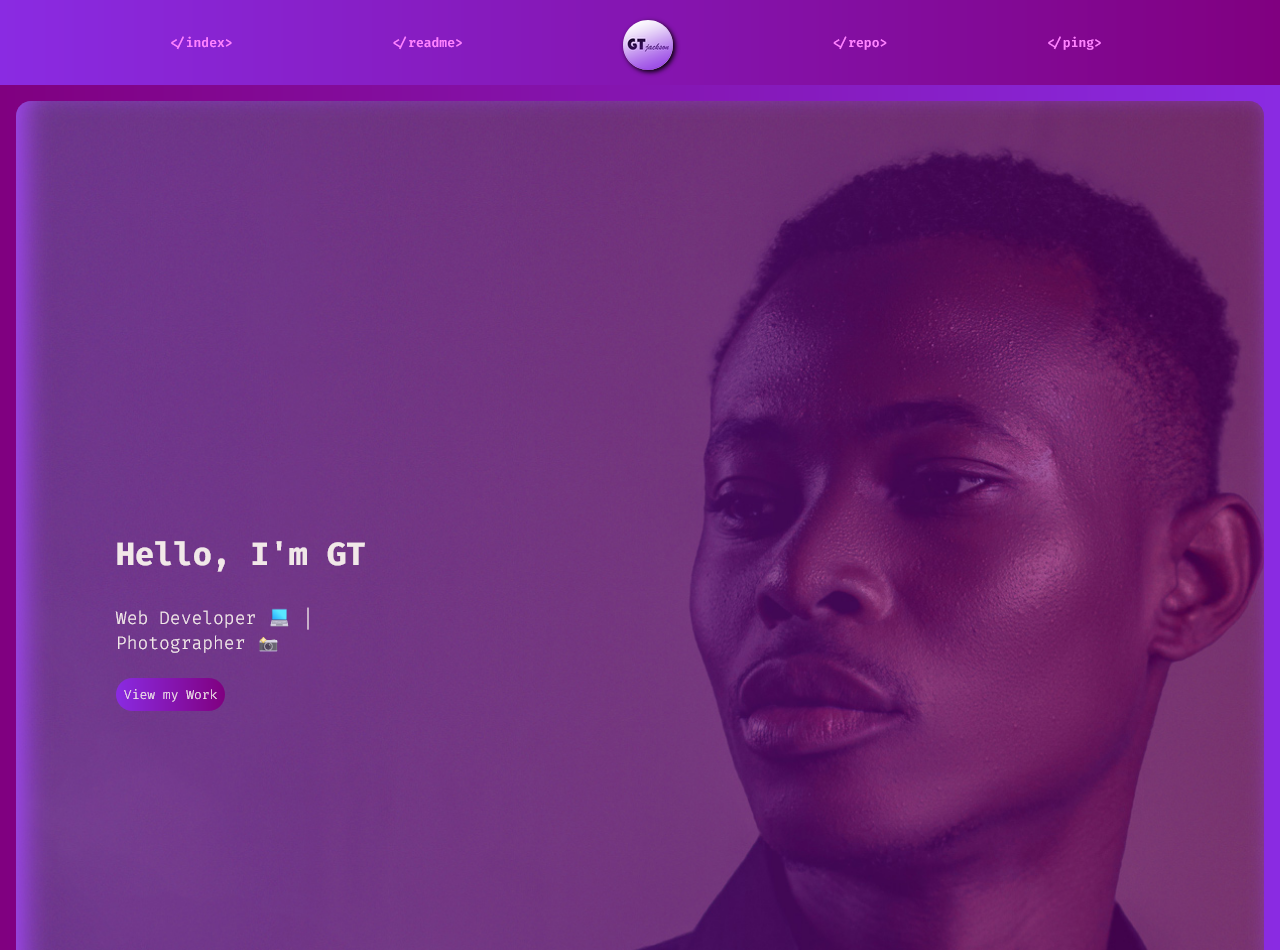 </index>
</readme>
GT jackson
</repo>
</ping>
Hello, I'm GT
Web Developer 💻 |
Photographer 📸
View my Work